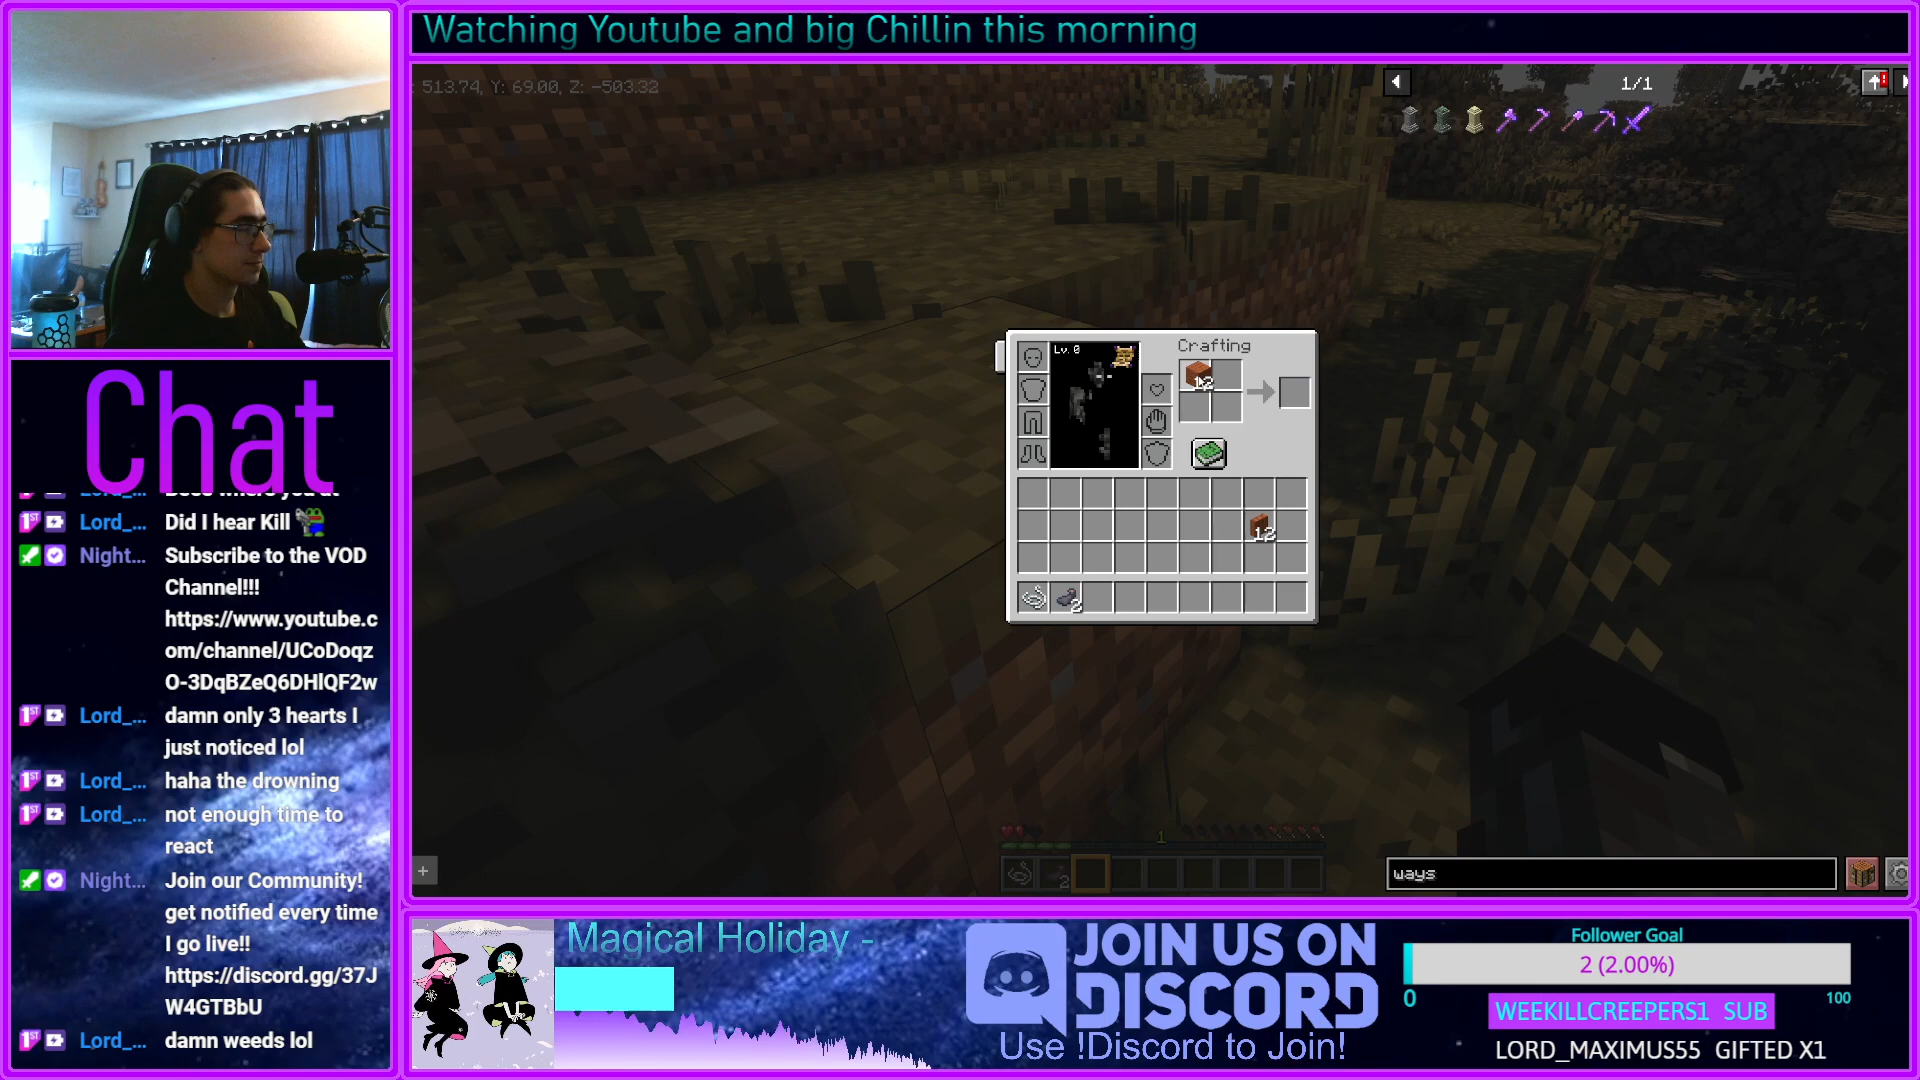 Watching Youtube and big Chillin this morning
: 513.74, Y: 69.00, Z: -503.32
1/1
Lv. 0
Crafting
12
12
2
1
2
ways
Chat
Lord_...
Did I hear Kill
Night...
Subscribe to the VOD
Channel!!!
https://www.youtube.c
om/channel/UCoDoqz
O-3DqBZeQ6DHlQF2w
Lord_...
damn only 3 hearts I
just noticed lol
Lord_...
haha the drowning
Lord_...
not enough time to
react
Night...
Join our Community!
get notified every time
I go live!!
https://discord.gg/37J
W4GTBbU
Lord_...
damn weeds lol
Magical Holiday -
JOIN US ON
DISCORD
Use !Discord to Join!
Follower Goal
2 (2.00%)
0
100
WEEKILLCREEPERS1 SUB
LORD_MAXIMUS55 GIFTED X1